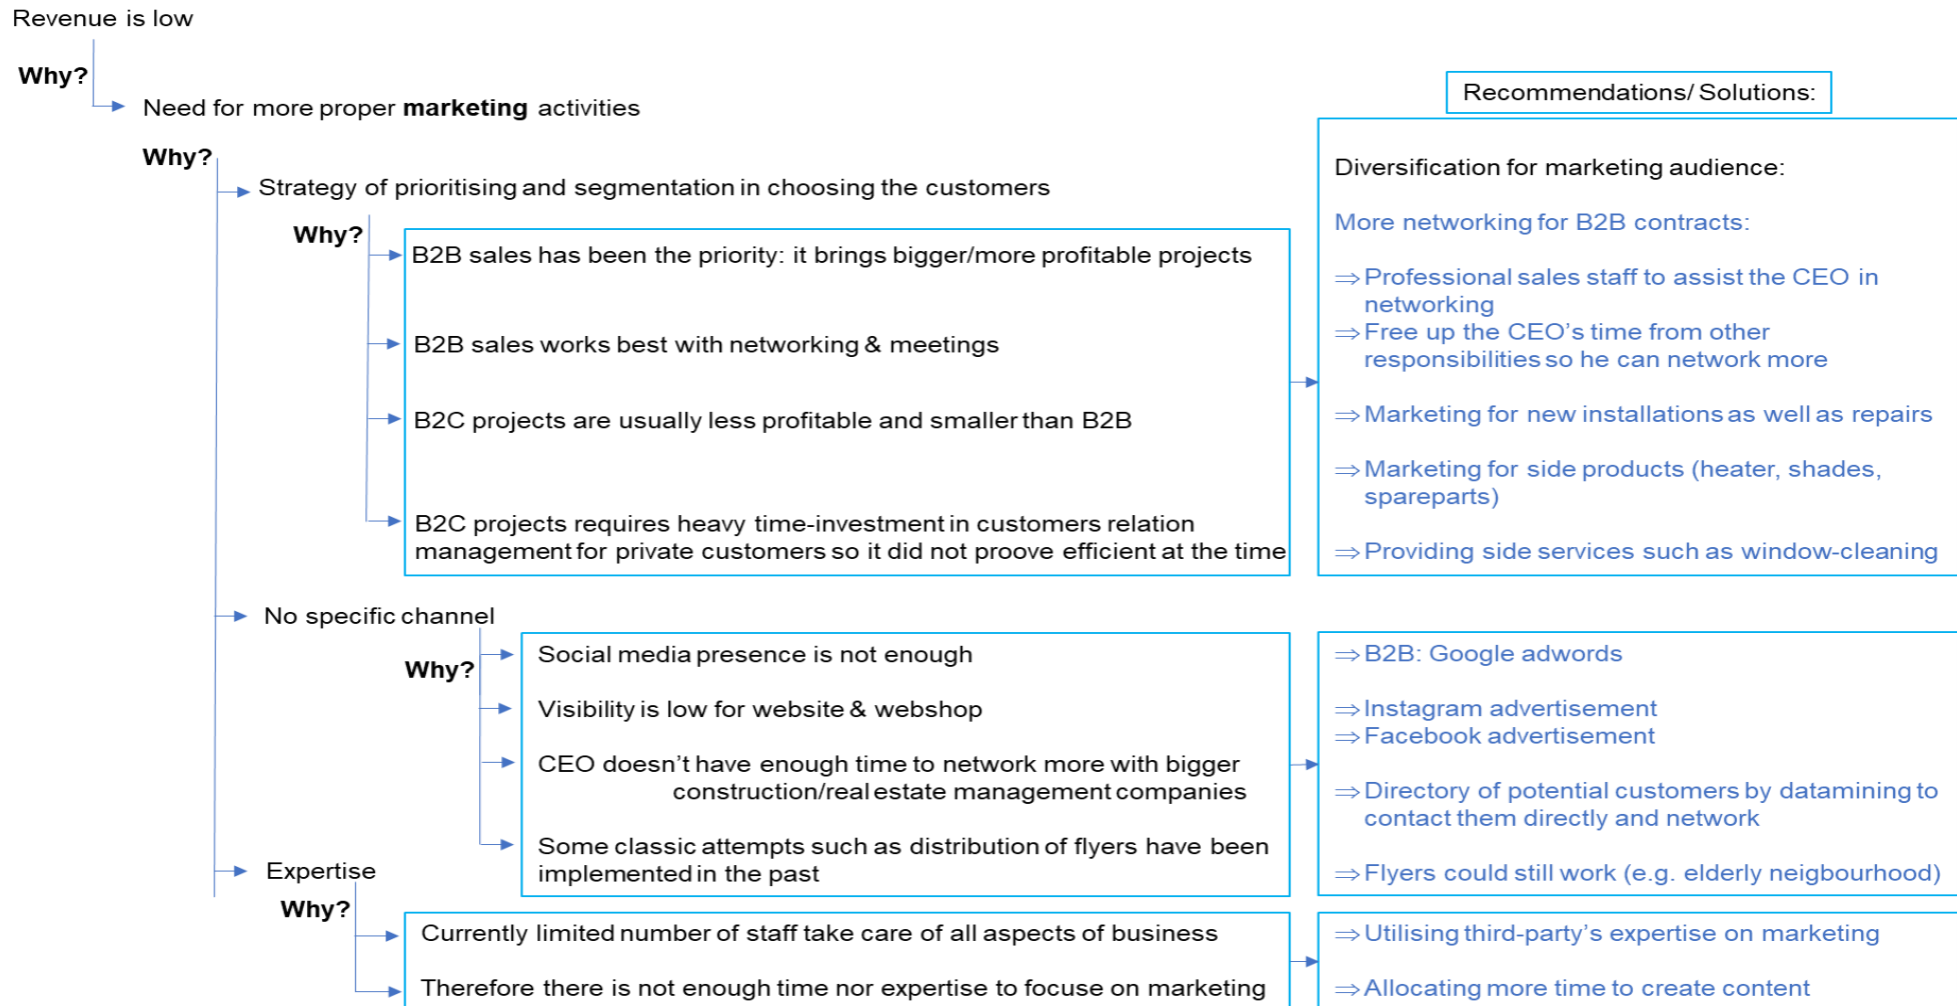 Revenue is low
Why?
Need for more proper marketing activities
Why?
Strategy of prioritising and segmentation in choosing the customers
Why?
B2B sales has been the priority: it brings bigger/more profitable projects
B2B sales works best with networking & meetings
B2C projects are usually less profitable and smaller than B2B
B2C projects requires heavy time-investment in customers relation
management for private customers so it did not proove efficient at the time
Recommendations/ Solutions:
Diversification for marketing audience:
More networking for B2B contracts:
⇒ Professional sales staff to assist the CEO in
networking
⇒ Free up the CEO’s time from other
responsibilities so he can network more
⇒ Marketing for new installations as well as repairs
⇒ Marketing for side products (heater, shades,
spareparts)
⇒ Providing side services such as window-cleaning
No specific channel
Why?
Social media presence is not enough
Visibility is low for website & webshop
CEO doesn’t have enough time to network more with bigger
construction/real estate management companies
Some classic attempts such as distribution of flyers have been
implemented in the past
⇒ B2B: Google adwords
⇒ Instagram advertisement
⇒ Facebook advertisement
⇒ Directory of potential customers by datamining to
contact them directly and network
⇒ Flyers could still work (e.g. elderly neigbourhood)
Expertise
Why?
Currently limited number of staff take care of all aspects of business
Therefore there is not enough time nor expertise to focus on marketing
⇒ Utilising third-party’s expertise on marketing
⇒ Allocating more time to create content